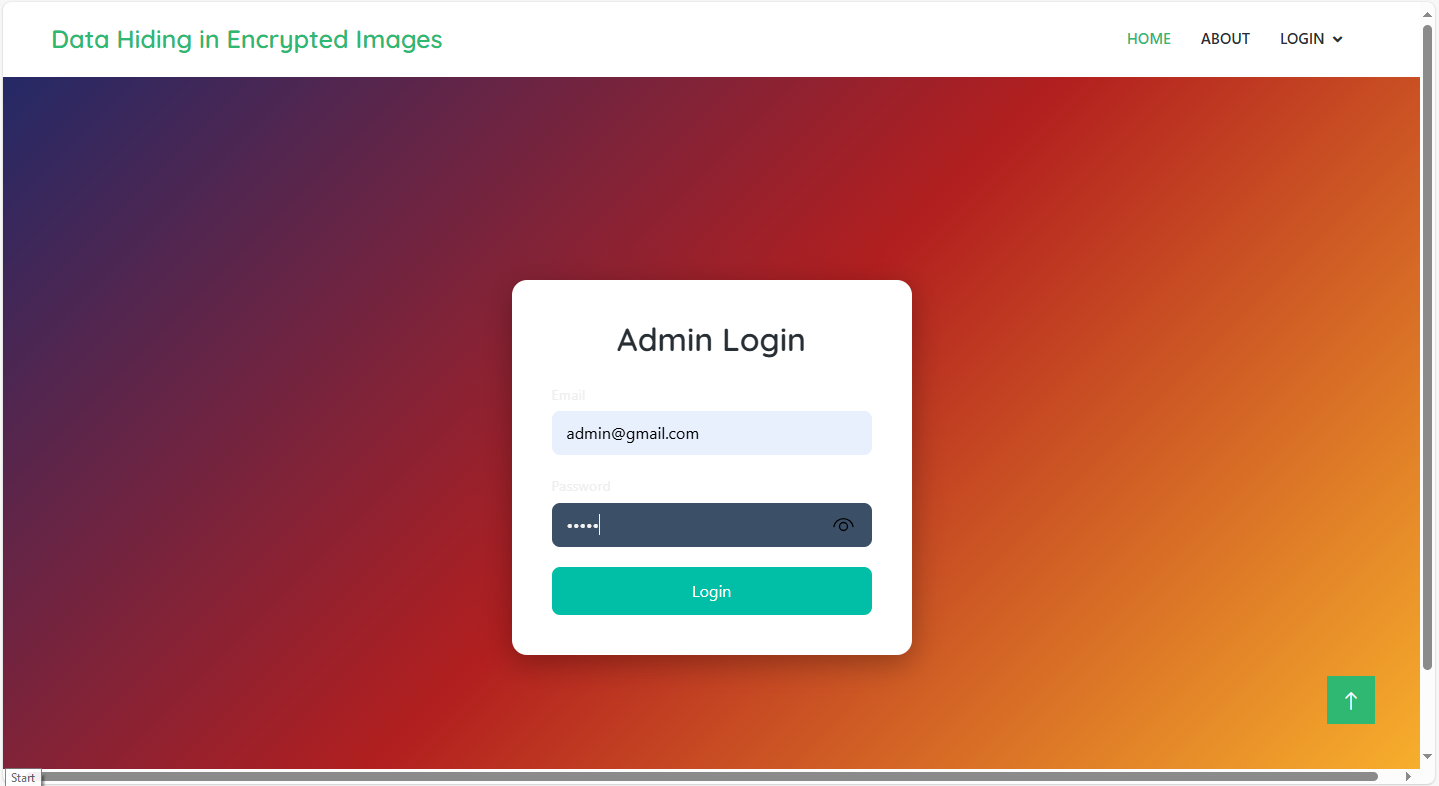 Data Hiding in Encrypted Images
HOME ABOUT LOGIN
Admin Login
Email
admin@gmail.com
Password
•••••
Login
Start